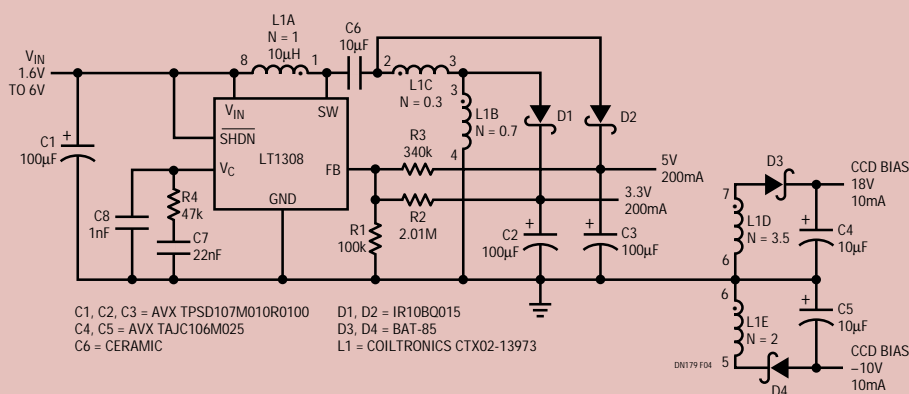 L1A
N = 1
10µH
C6
10µF
VIN
1.6V
TO 6V
8
1
2
3
L1C
N = 0.3
3
L1B
N = 0.7
4
D1
D2
VIN
SW
SHDN
LT1308
VC
FB
GND
C1
100µF
+
R3
340k
5V
200mA
3.3V
200mA
R4
47k
C8
1nF
C7
22nF
R1
100k
R2
2.01M
+
C2
100µF
+
C3
100µF
D3
CCD BIAS
18V
10mA
7
L1D
N = 3.5
6
+
C4
10µF
6
L1E
N = 2
5
+
C5
10µF
CCD BIAS
–10V
10mA
D4
C1, C2, C3 = AVX TPSD107M010R0100
C4, C5 = AVX TAJC106M025
C6 = CERAMIC
D1, D2 = IR10BQ015
D3, D4 = BAT-85
L1 = COILTRONICS CTX02-13973
DN179 F04